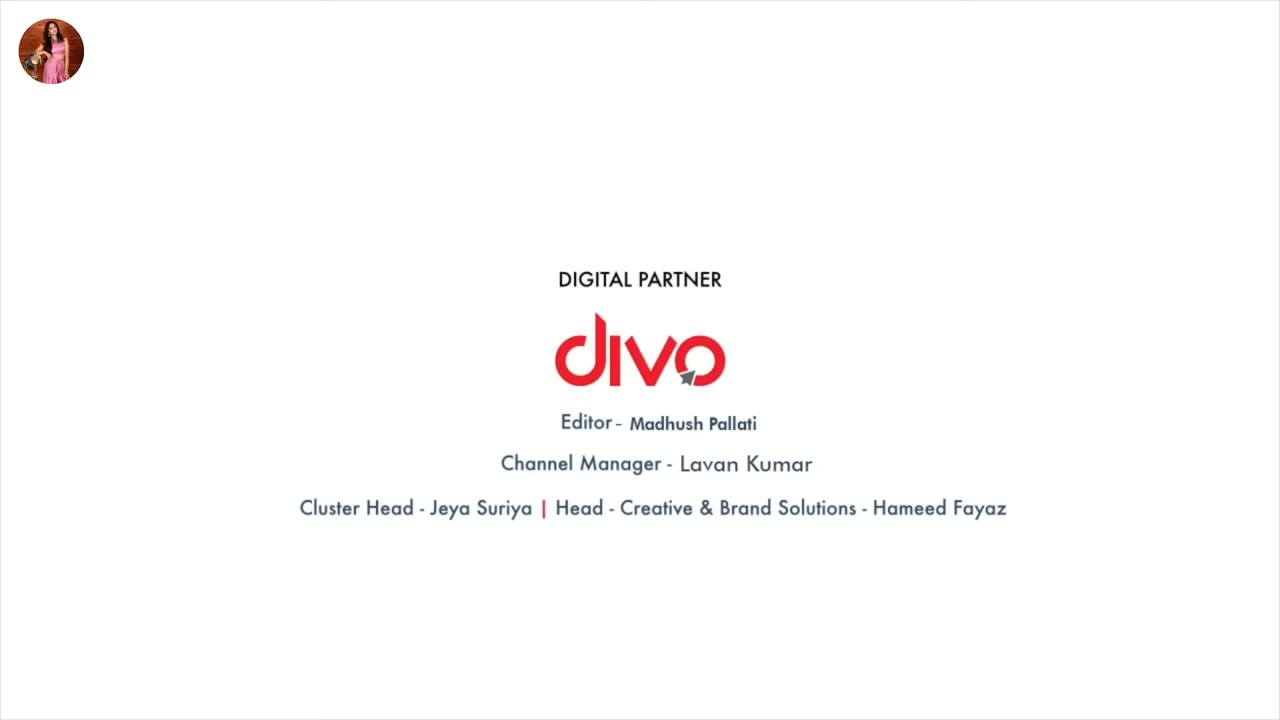 DIGITAL PARTNER
divo
Editor - Madhush Pallati
Channel Manager - Lavan Kumar
Cluster Head - Jeya Suriya | Head - Creative & Brand Solutions - Hameed Fayaz